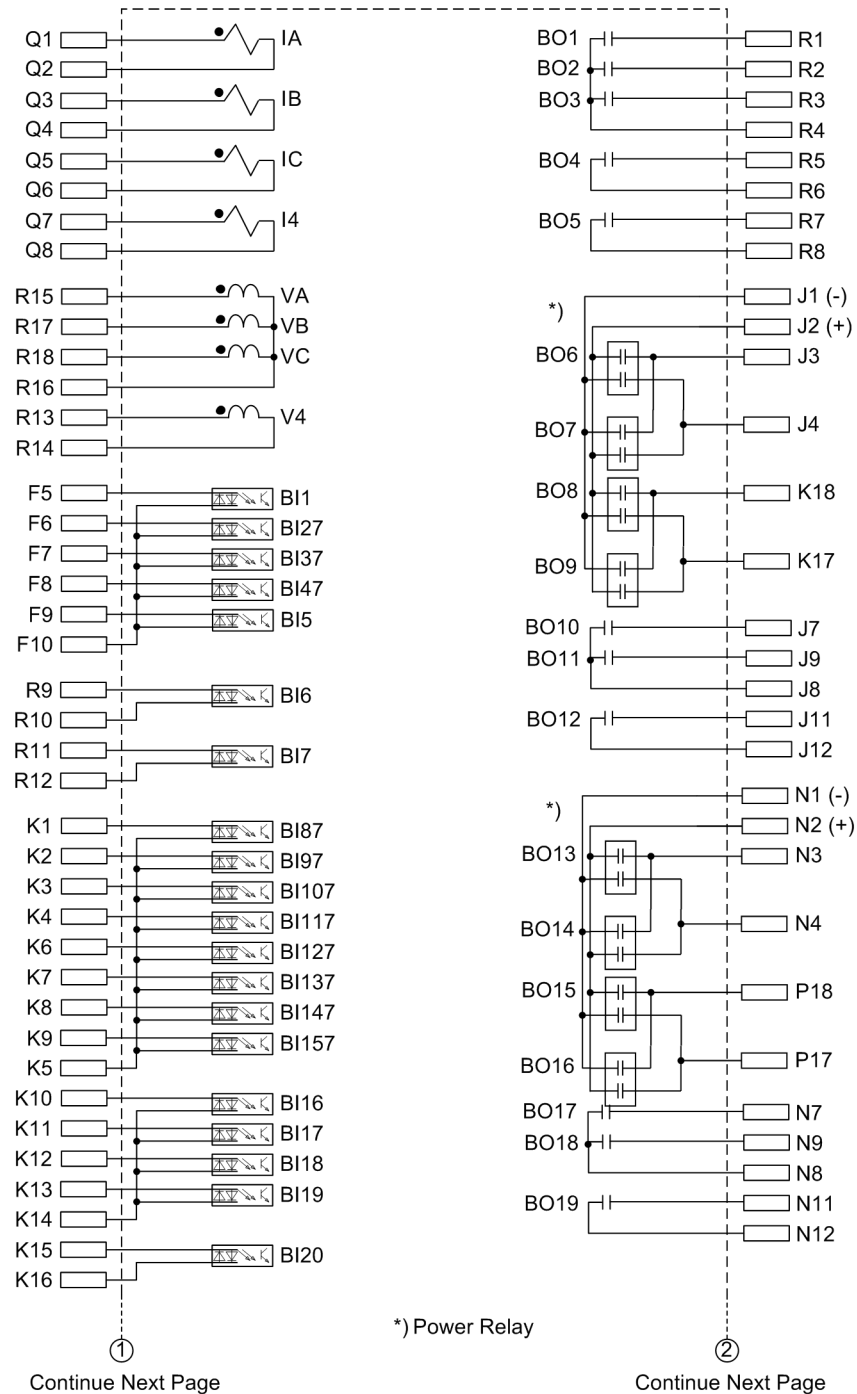 Q1 IA
Q2
Q3 IB
Q4
Q5 IC
Q6
Q7 I4
Q8
R15 VA
R17 VB
R18 VC
R16
R13 V4
R14
F5 BI1
F6 BI27
F7 BI37
F8 BI47
F9 BI5
F10
R9 BI6
R10
R11 BI7
R12
K1 BI87
K2 BI97
K3 BI107
K4 BI117
K6 BI127
K7 BI137
K8 BI147
K9 BI157
K5
K10 BI16
K11 BI17
K12 BI18
K13 BI19
K14
K15 BI20
K16
1
Continue Next Page
BO1 R1
BO2 R2
BO3 R3
R4
BO4 R5
R6
BO5 R7
R8
J1 (-)
*)
J2 (+)
BO6 J3
BO7 J4
BO8 K18
BO9 K17
BO10 J7
BO11 J9
J8
BO12 J11
J12
N1 (-)
*)
N2 (+)
BO13 N3
BO14 N4
BO15 P18
BO16 P17
BO17 N7
BO18 N9
N8
BO19 N11
N12
*) Power Relay
2
Continue Next Page